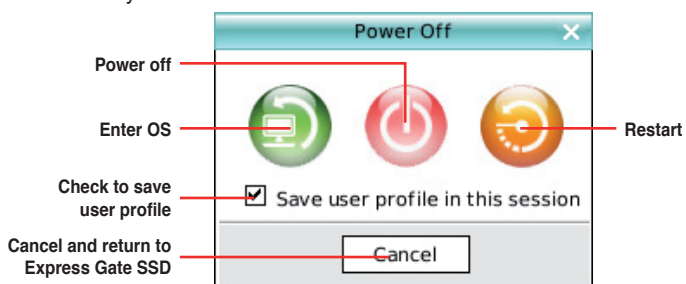 Power Off
Power off
Enter OS
Restart
Check to save
user profile
Save user profile in this session
Cancel and return to
Express Gate SSD
Cancel